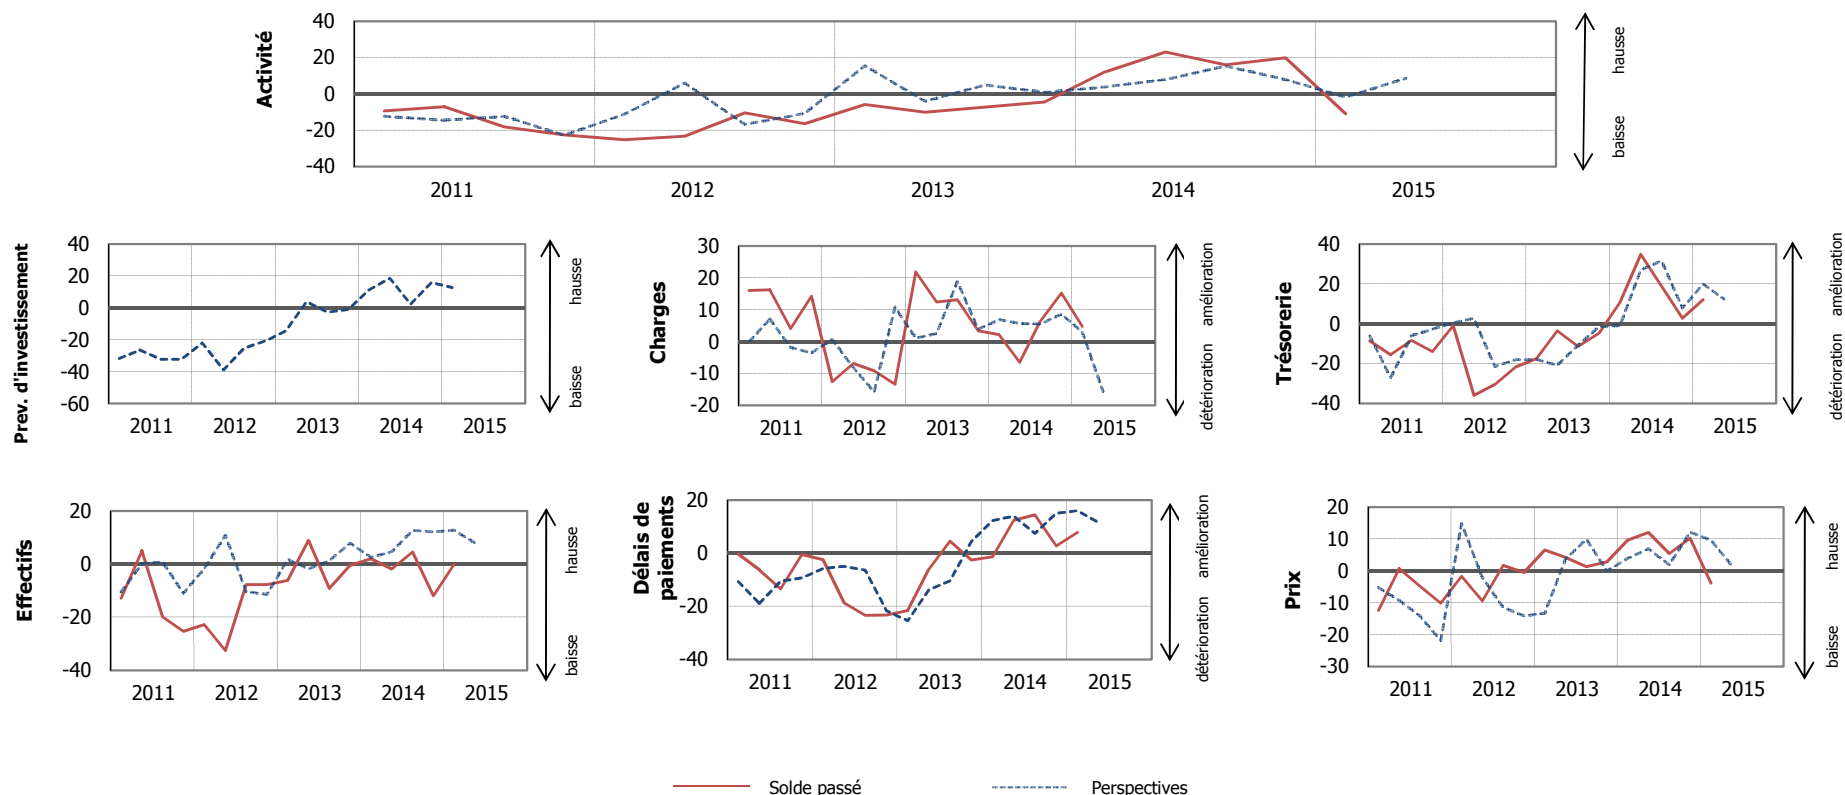 Activité
40
20
0
-20
-40
2011 2012 2013 2014 2015
hausse
baisse
Prev. d'investissement
40
20
0
-20
-40
-60
2011 2012 2013 2014 2015
hausse
baisse
Charges
30
20
10
0
-10
-20
2011 2012 2013 2014 2015
amélioration
détérioration
Trésorerie
40
20
0
-20
-40
2011 2012 2013 2014 2015
amélioration
détérioration
Effectifs
20
0
-20
-40
2011 2012 2013 2014 2015
hausse
baisse
Délais de
paiements
20
0
-20
-40
2011 2012 2013 2014 2015
amélioration
détérioration
Prix
20
10
0
-10
-20
-30
2011 2012 2013 2014 2015
hausse
baisse
Solde passé Perspectives